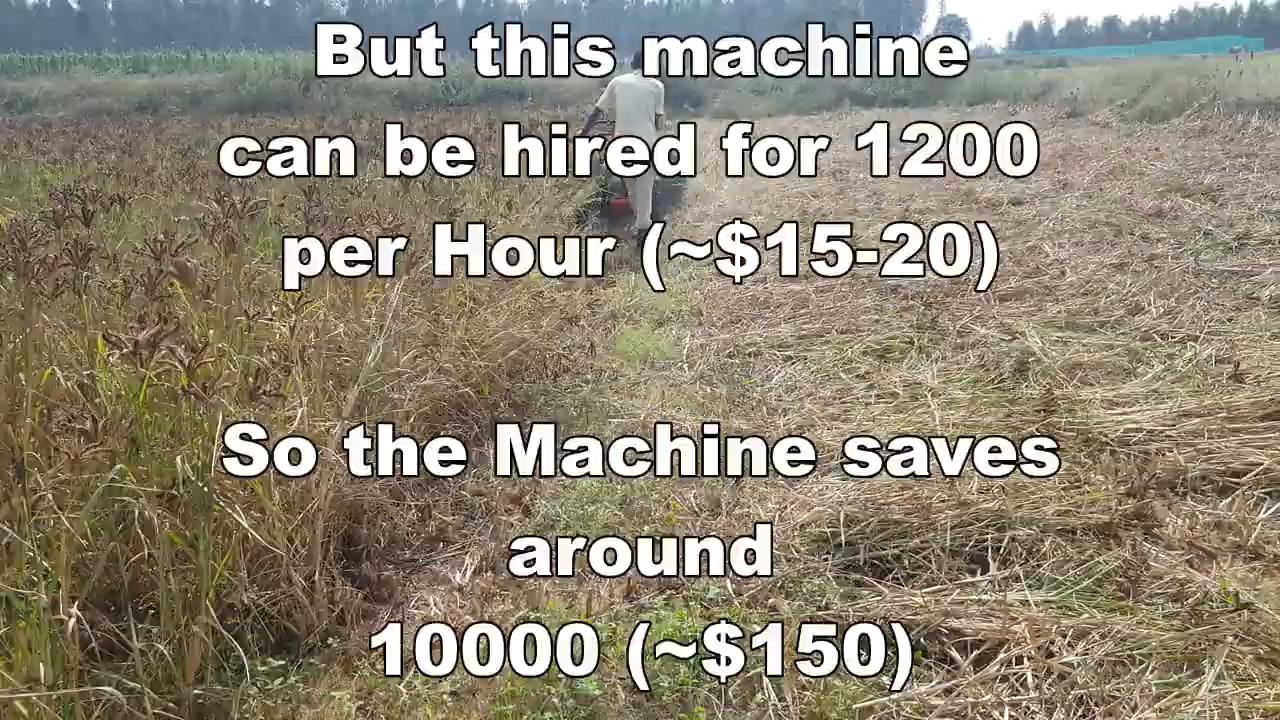 But this machine
can be hired for 1200
per Hour (~$15-20)
So the Machine saves
around
10000 (~$150)